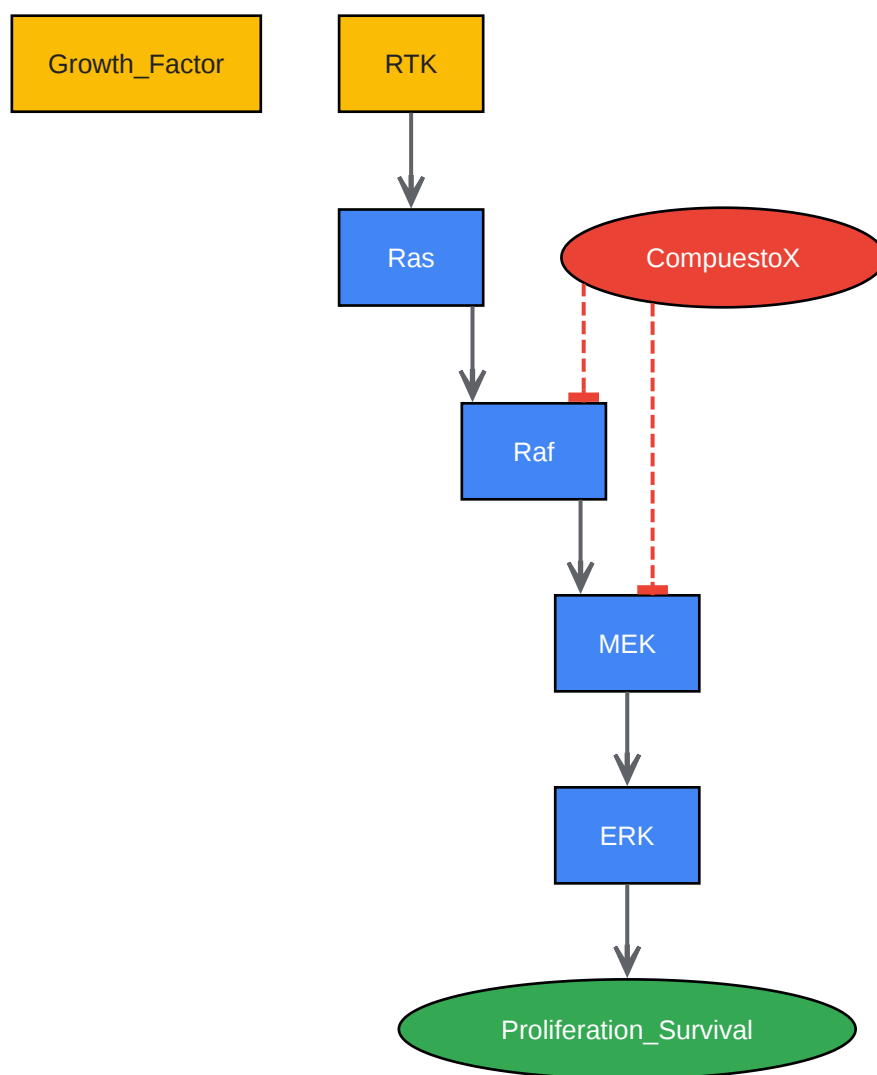 Growth_Factor
RTK
Ras
CompuestoX
Raf
MEK
ERK
Proliferation_Survival